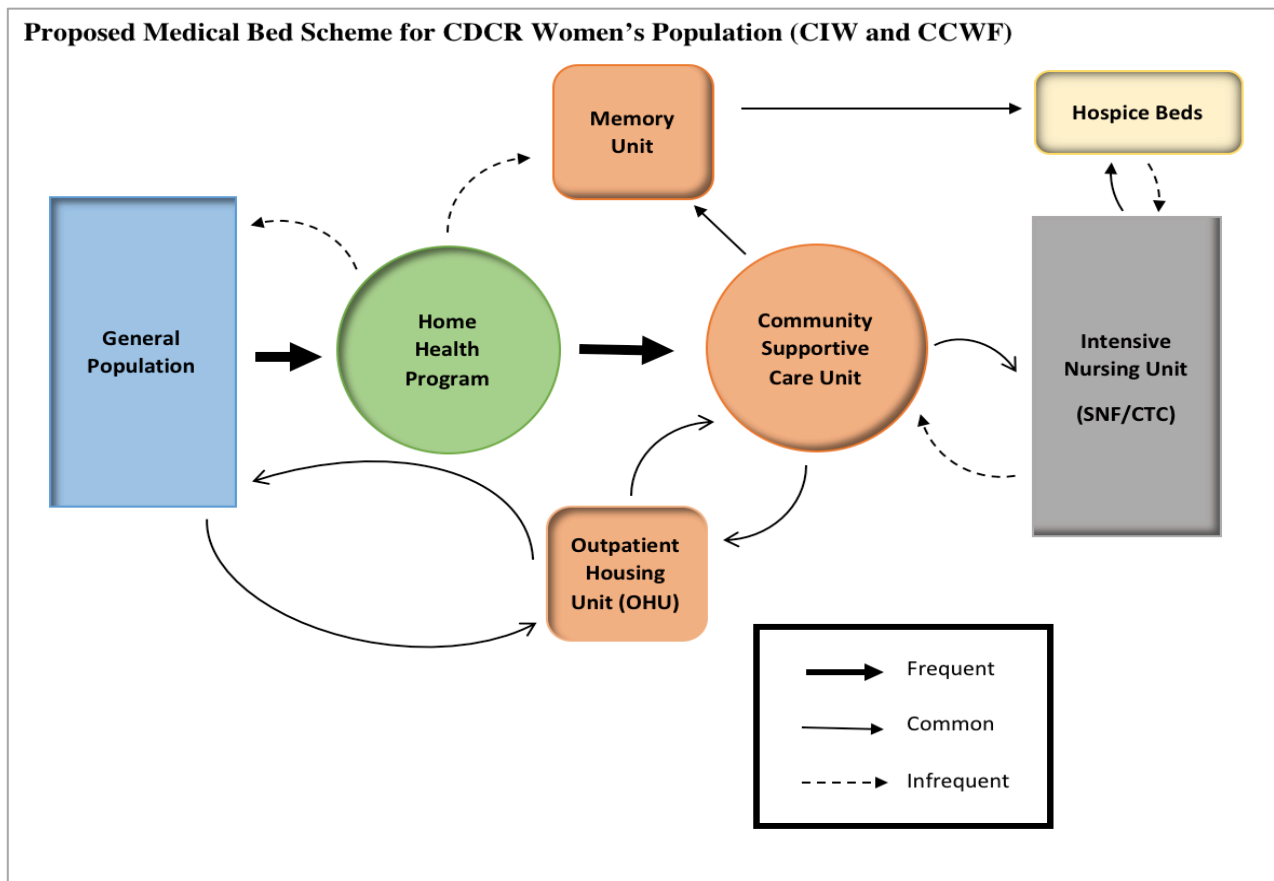 Proposed Medical Bed Scheme for CDCR Women’s Population (CIW and CCWF)
Memory
Unit
Hospice Beds
General
Population
Home
Health
Program
Community
Supportive
Care Unit
Intensive
Nursing Unit
(SNF/CTC)
Outpatient
Housing
Unit (OHU)
Frequent
Common
Infrequent